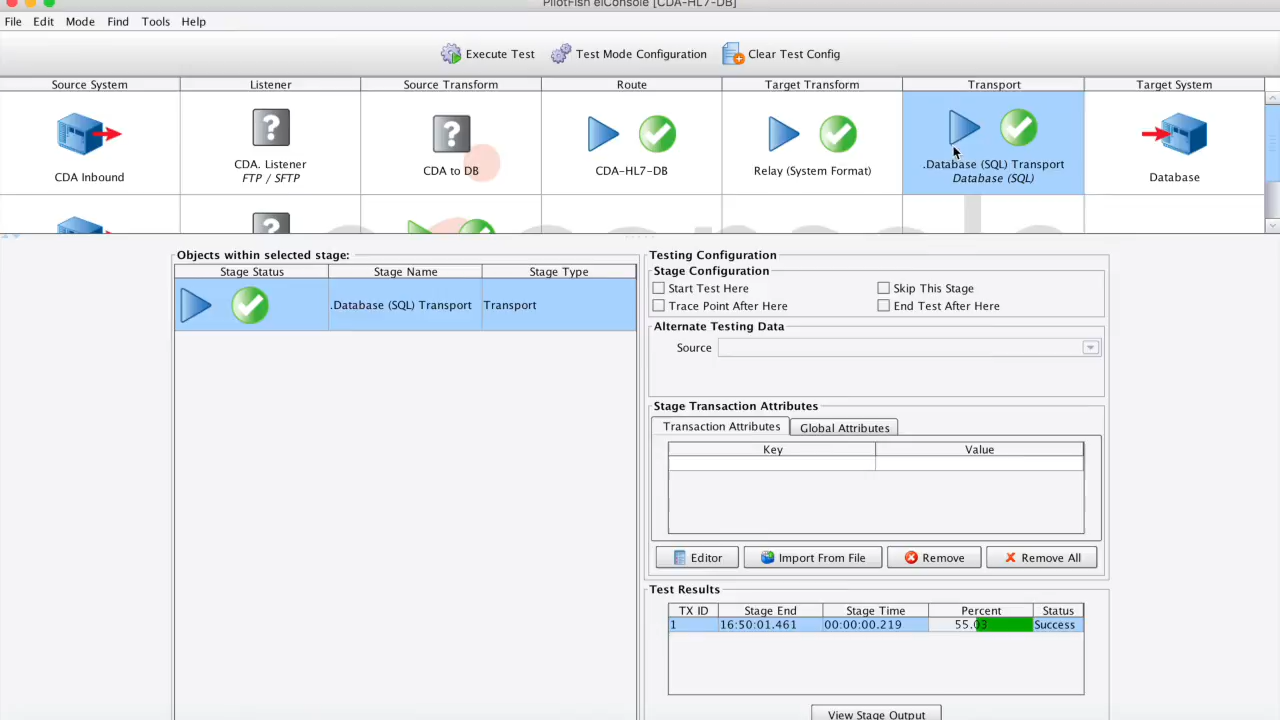 PilotFish eiConsole [CDA-HL7-DB]
File Edit Mode Find Tools Help
Execute Test Test Mode Configuration Clear Test Config
Source System Listener Source Transform Route Target Transform Transport Target System
CDA Inbound
CDA. Listener
FTP / SFTP
CDA to DB
CDA-HL7-DB
Relay (System Format)
.Database (SQL) Transport
Database (SQL)
Database
Objects within selected stage:
Stage Status Stage Name Stage Type
.Database (SQL) Transport Transport
Testing Configuration
Stage Configuration
Start Test Here Skip This Stage
Trace Point After Here End Test After Here
Alternate Testing Data
Source
Stage Transaction Attributes
Transaction Attributes Global Attributes
Key Value
Editor Import From File Remove Remove All
Test Results
TX ID Stage End Stage Time Percent Status
1 16:50:01.461 00:00:00.219 55.03 Success
View Stage Output